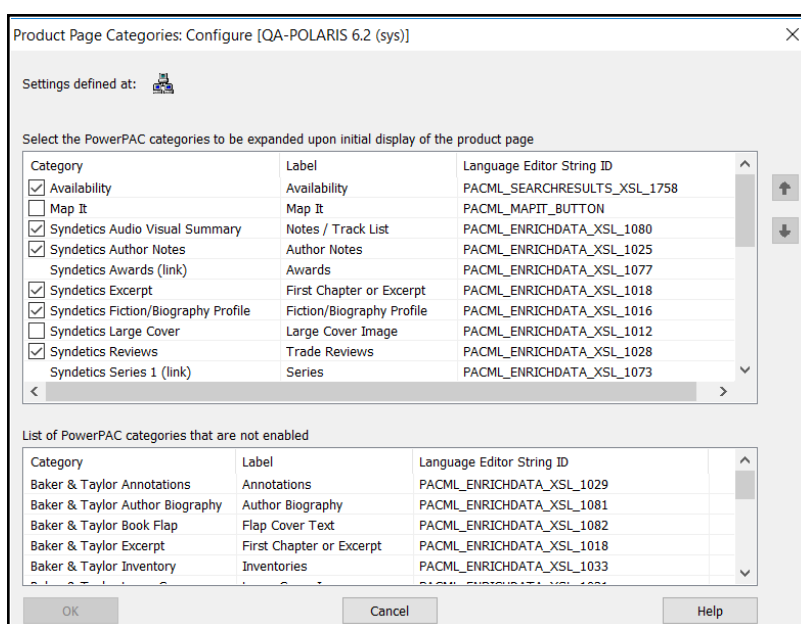 Product Page Categories: Configure [QA-POLARIS 6.2 (sys)]
Settings defined at:
Select the PowerPAC categories to be expanded upon initial display of the product page
Category Label Language Editor String ID
Availability Availability PACML_SEARCHRESULTS_XSL_1758
Map It Map It PACML_MAPIT_BUTTON
Syndetics Audio Visual Summary Notes / Track List PACML_ENRICHDATA_XSL_1080
Syndetics Author Notes Author Notes PACML_ENRICHDATA_XSL_1025
Syndetics Awards (link) Awards PACML_ENRICHDATA_XSL_1077
Syndetics Excerpt First Chapter or Excerpt PACML_ENRICHDATA_XSL_1018
Syndetics Fiction/Biography Profile Fiction/Biography Profile PACML_ENRICHDATA_XSL_1016
Syndetics Large Cover Large Cover Image PACML_ENRICHDATA_XSL_1012
Syndetics Reviews Trade Reviews PACML_ENRICHDATA_XSL_1028
Syndetics Series 1 (link) Series PACML_ENRICHDATA_XSL_1073
List of PowerPAC categories that are not enabled
Category Label Language Editor String ID
Baker & Taylor Annotations Annotations PACML_ENRICHDATA_XSL_1029
Baker & Taylor Author Biography Author Biography PACML_ENRICHDATA_XSL_1081
Baker & Taylor Book Flap Flap Cover Text PACML_ENRICHDATA_XSL_1082
Baker & Taylor Excerpt First Chapter or Excerpt PACML_ENRICHDATA_XSL_1018
Baker & Taylor Inventory Inventories PACML_ENRICHDATA_XSL_1033
OK Cancel Help